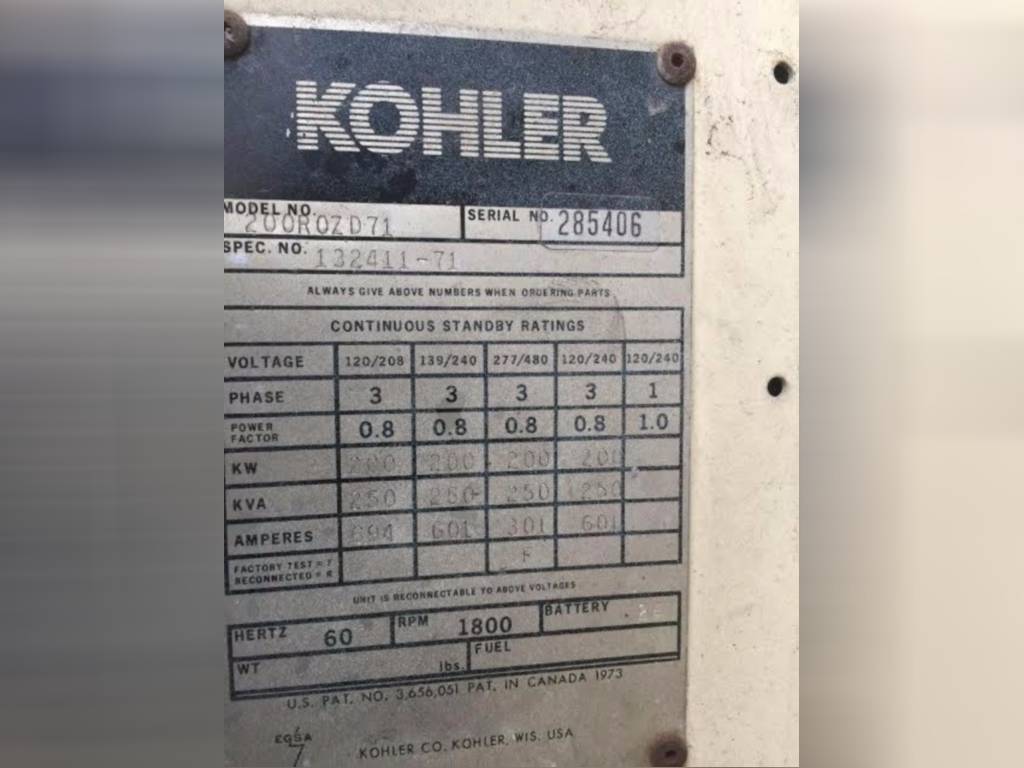 KOHLER
MODEL NO. 200ROZD71 SERIAL NO. 285406
SPEC. NO. 132411-71
ALWAYS GIVE ABOVE NUMBERS WHEN ORDERING PARTS
CONTINUOUS STANDBY RATINGS
VOLTAGE 120/208 139/240 277/480 120/240 120/240
PHASE 3 3 3 3 1
POWER FACTOR 0.8 0.8 0.8 0.8 1.0
KW 200 200 200 200
KVA 250 250 250 250
AMPERES 694 601 301 601
FACTORY TEST = F
RECONNECTED = R
UNIT IS RECONNECTABLE TO ABOVE VOLTAGES
HERTZ 60 RPM 1800 BATTERY
WT lbs. FUEL
U.S. PAT. NO. 3,656,051 PAT. IN CANADA 1973
EGSA
7
KOHLER CO. KOHLER, WIS. USA